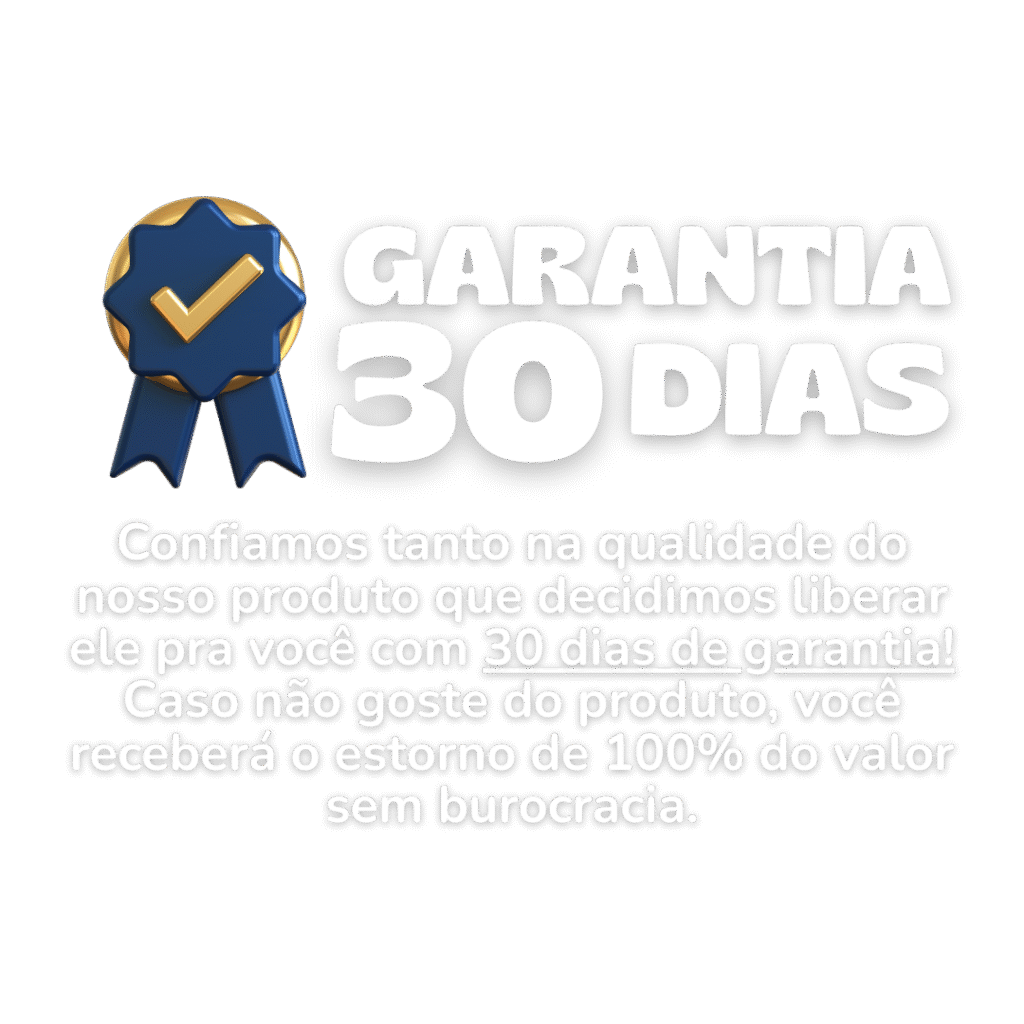 GARANTIA
30 DIAS
Confiamos tanto na qualidade do
nosso produto que decidimos liberar
ele pra você com 30 dias de garantia!
Caso não goste do produto, você
receberá o estorno de 100% do valor
sem burocracia.